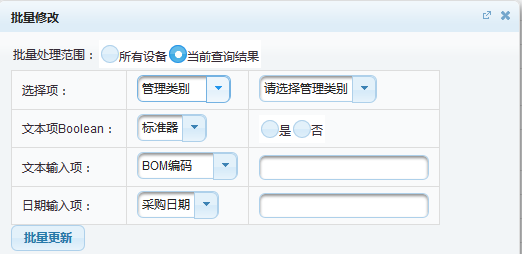 批量修改
批量处理范围： 所有设备 当前查询结果
选择项： 管理类别 请选择管理类别
文本项Boolean： 标准器 是 否
文本输入项： BOM编码
日期输入项： 采购日期
批量更新